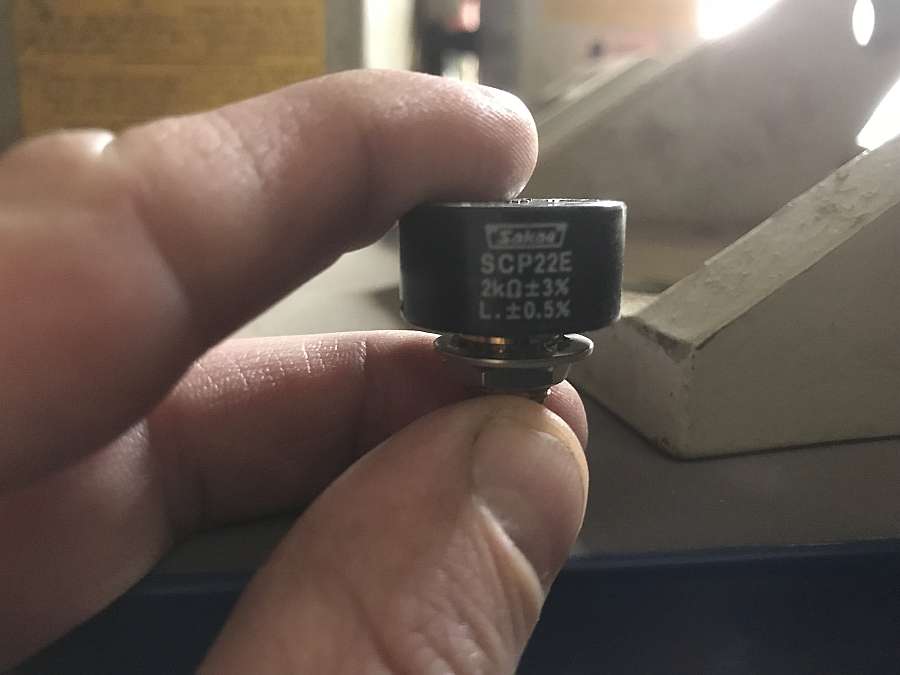 Sakae
SCP22E
2kΩ±3%
L.±0.5%